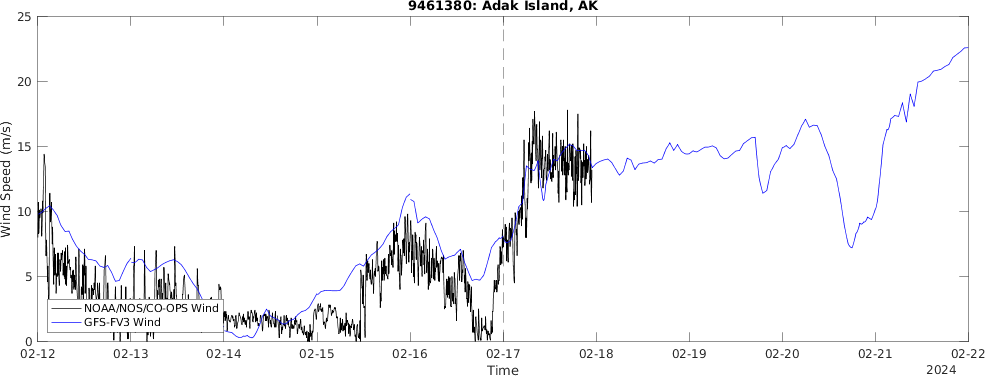 9461380: Adak Island, AK
25
20
15
10
5
0
Wind Speed (m/s)
NOAA/NOS/CO-OPS Wind
GFS-FV3 Wind
02-12 02-13 02-14 02-15 02-16 02-17 02-18 02-19 02-20 02-21 02-22
Time
2024